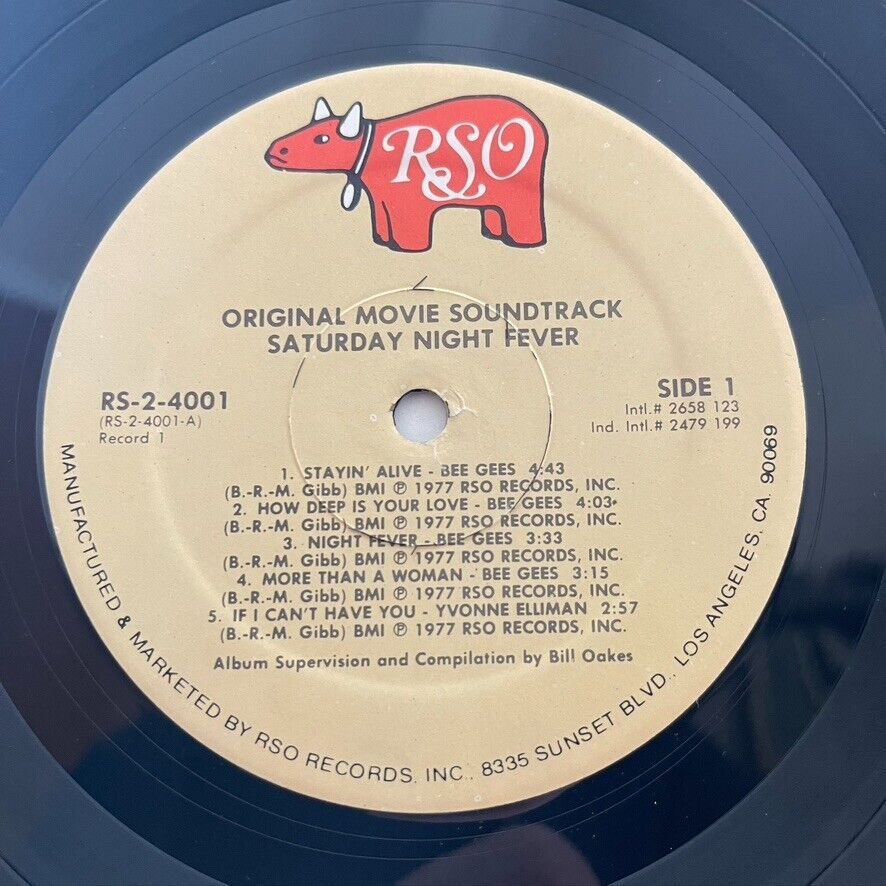 RSO
ORIGINAL MOVIE SOUNDTRACK
SATURDAY NIGHT FEVER
RS-2-4001
(RS-2-4001-A)
Record 1
SIDE 1
Intl.# 2658 123
Ind. Intl.# 2479 199
1. STAYIN' ALIVE - BEE GEES 4:43
(B.-R.-M. Gibb) BMI ℗ 1977 RSO RECORDS, INC.
2. HOW DEEP IS YOUR LOVE - BEE GEES 4:03
(B.-R.-M. Gibb) BMI ℗ 1977 RSO RECORDS, INC.
3. NIGHT FEVER - BEE GEES 3:33
(B.-R.-M. Gibb) BMI ℗ 1977 RSO RECORDS, INC.
4. MORE THAN A WOMAN - BEE GEES 3:15
(B.-R.-M. Gibb) BMI ℗ 1977 RSO RECORDS, INC.
5. IF I CAN'T HAVE YOU - YVONNE ELLIMAN 2:57
(B.-R.-M. Gibb) BMI ℗ 1977 RSO RECORDS, INC.
Album Supervision and Compilation by Bill Oakes
MANUFACTURED & MARKETED BY RSO RECORDS, INC., 8335 SUNSET BLVD., LOS ANGELES, CA. 90069